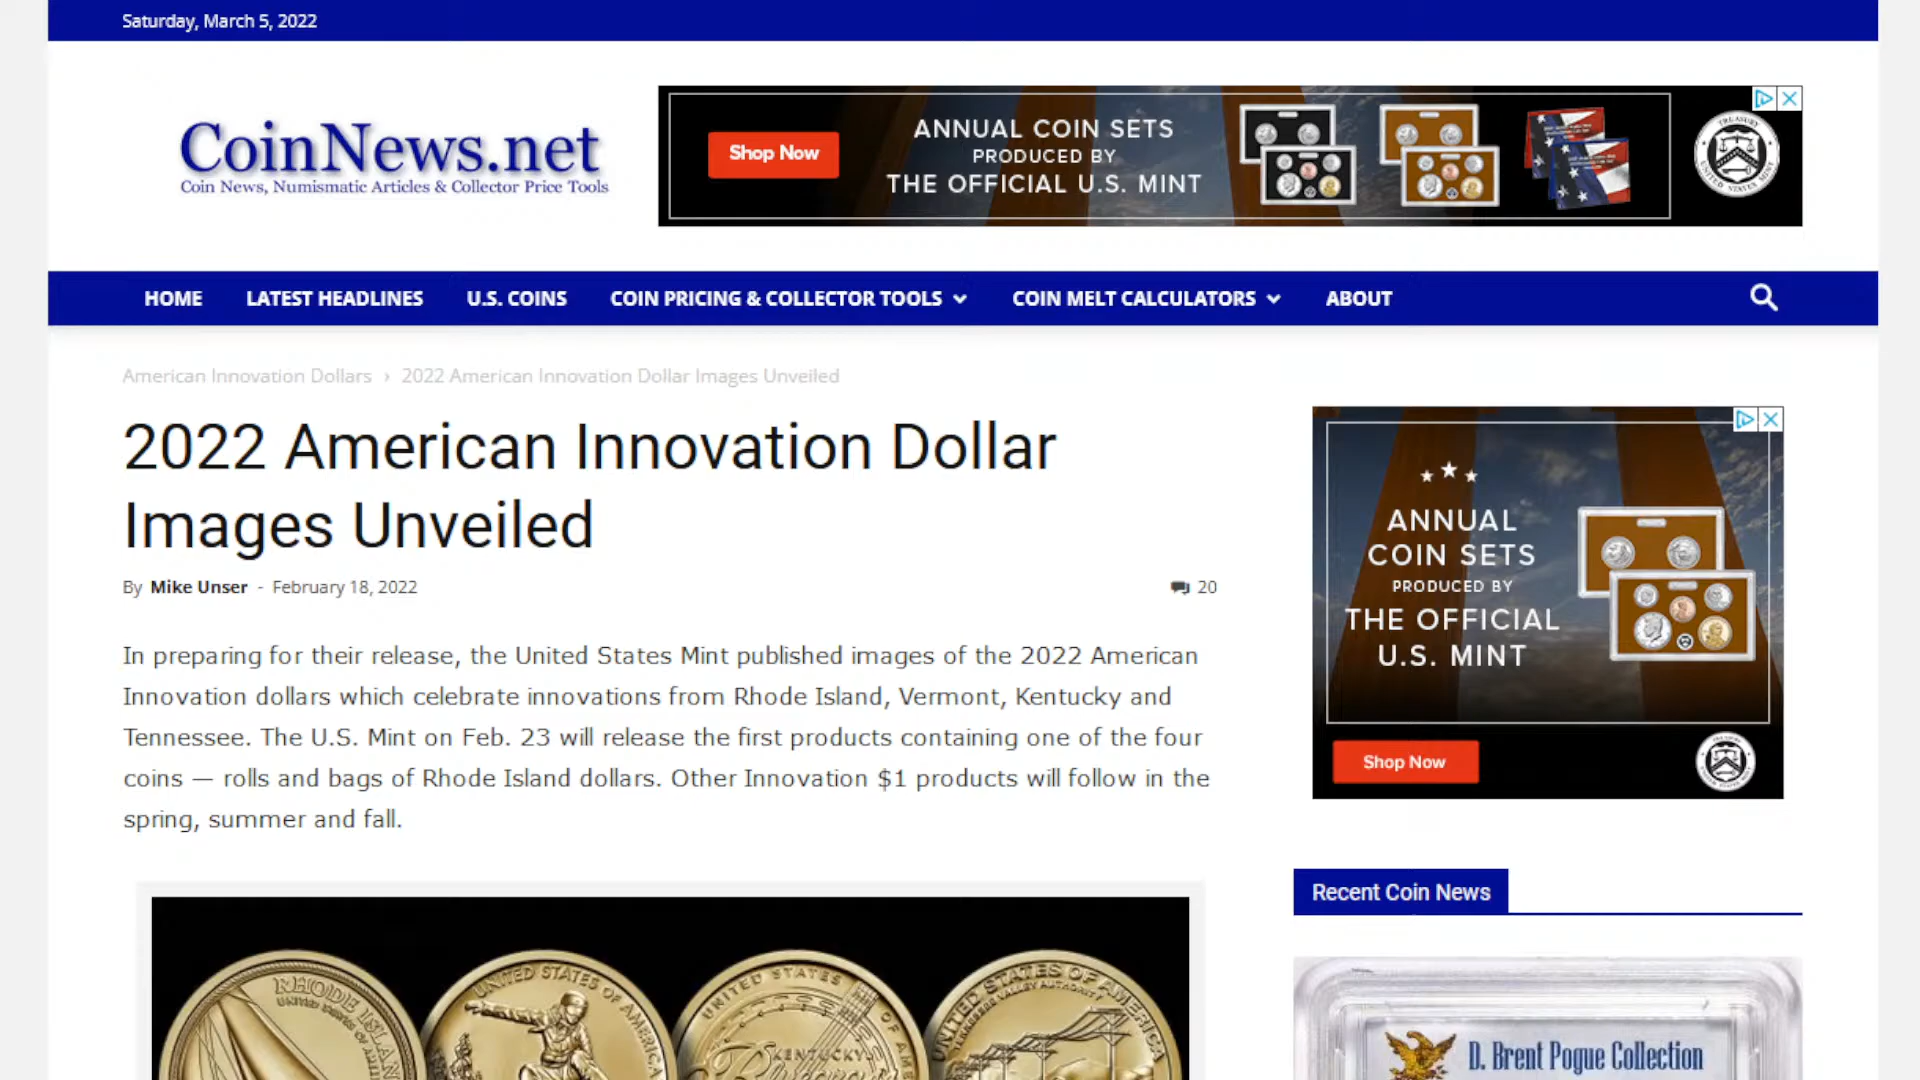 Saturday, March 5, 2022
CoinNews.net
Coin News, Numismatic Articles & Collector Price Tools
Shop Now
ANNUAL COIN SETS
PRODUCED BY
THE OFFICIAL U.S. MINT
HOME LATEST HEADLINES U.S. COINS COIN PRICING & COLLECTOR TOOLS COIN MELT CALCULATORS ABOUT
American Innovation Dollars › 2022 American Innovation Dollar Images Unveiled
2022 American Innovation Dollar
Images Unveiled
By Mike Unser - February 18, 2022
20
In preparing for their release, the United States Mint published images of the 2022 American
Innovation dollars which celebrate innovations from Rhode Island, Vermont, Kentucky and
Tennessee. The U.S. Mint on Feb. 23 will release the first products containing one of the four
coins — rolls and bags of Rhode Island dollars. Other Innovation $1 products will follow in the
spring, summer and fall.
RHODE ISLAND
UNITED STATES OF AMERICA
UNITED STATES OF AMERICA
KENTUCKY
UNITED STATES OF AMERICA
TENNESSEE VALLEY AUTHORITY
ANNUAL
COIN SETS
PRODUCED BY
THE OFFICIAL
U.S. MINT
Shop Now
Recent Coin News
D. Brent Pogue Collection